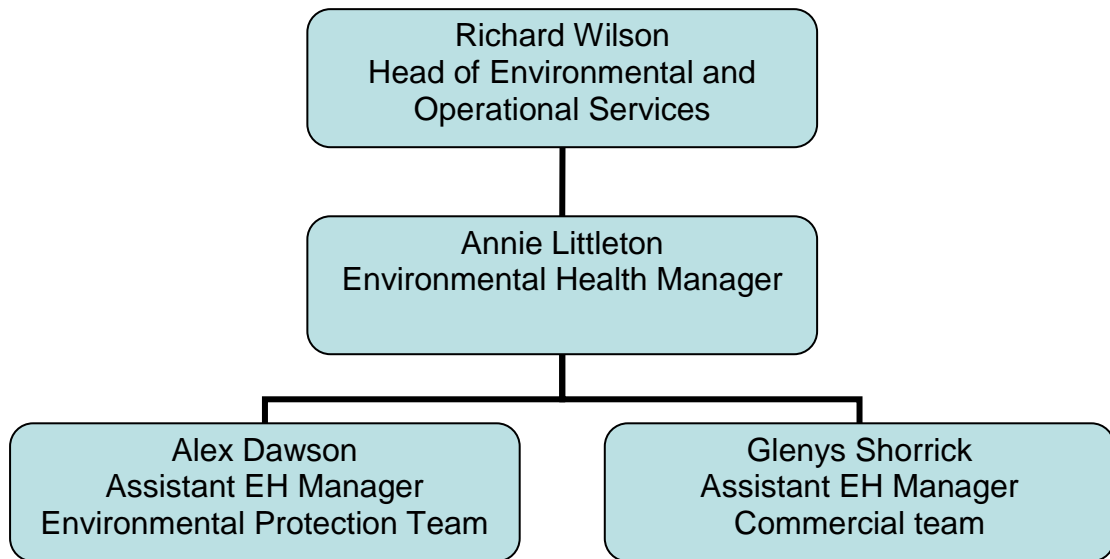 Richard Wilson
Head of Environmental and
Operational Services
Annie Littleton
Environmental Health Manager
Alex Dawson
Assistant EH Manager
Environmental Protection Team
Glenys Shorrick
Assistant EH Manager
Commercial team